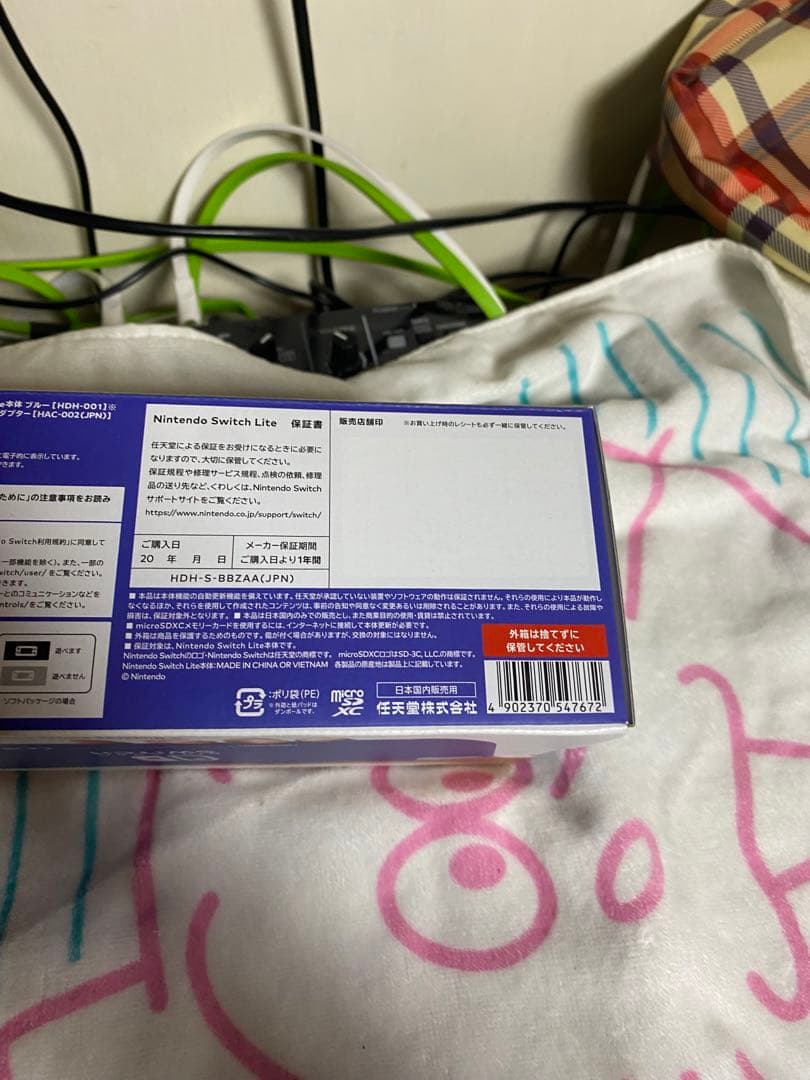 e本体 ブルー【HDH-001】※
ダプター【HAC-002(JPN)】
に電子的に表示しています。
できます。
ために」の注意事項をお読み
o Switch利用規約」に同意して
一部機能を除く)。また、一部の
witch/user/ をご覧ください。
できます。
ーとのコミュニケーションなどを
ntrols/をご覧ください。
遊べます
遊べません
ソフトパッケージの場合
Nintendo Switch Lite 保証書
任天堂による保証をお受けになるときに必要に
なりますので、大切に保管してください。
保証規程や修理サービス規程、点検の依頼、修理
品の送り先など、くわしくは、Nintendo Switch
サポートサイトをご覧ください。
https://www.nintendo.co.jp/support/switch/
ご購入日
20 年 月 日
メーカー保証期間
ご購入日より1年間
HDH-S-BBZAA(JPN)
販売店舗印 ※お買い上げ時のレシートも必ず一緒に保管してください。
■ 本品は本体機能の自動更新機能を備えています。任天堂が承認していない装置やソフトウェアの動作は保証されません。それらの使用により本品が動作し
なくなるほか、それらを使用して作成されたコンテンツは、事前の告知や同意なく変更あるいは削除されることがあります。また、それらの使用による故障や
損害は、保証対象外となります。 ■ 本品は日本国内のみでの販売とし、また商業目的の使用・賃貸は禁止されています。
■ microSDXCメモリーカードを使用するには、インターネットに接続して本体更新が必要です。
■ 外箱は商品を保護するためのものです。傷が付く場合がありますが、交換の対象にはなりません。
■ 保証対象は、Nintendo Switch Lite本体です。
Nintendo Switchのロゴ・Nintendo Switchは任天堂の商標です。 microSDXCロゴはSD-3C, LLC.の商標です。
Nintendo Switch Lite本体:MADE IN CHINA OR VIETNAM 各製品の原産地は製品上に記載しています。
© Nintendo
外箱は捨てずに
保管してください
プラ
:ポリ袋(PE)
※外箱と紙パッドは
ダンボールです。
micro
SD
XC
日本国内販売用
任天堂株式会社
4 902370 547672